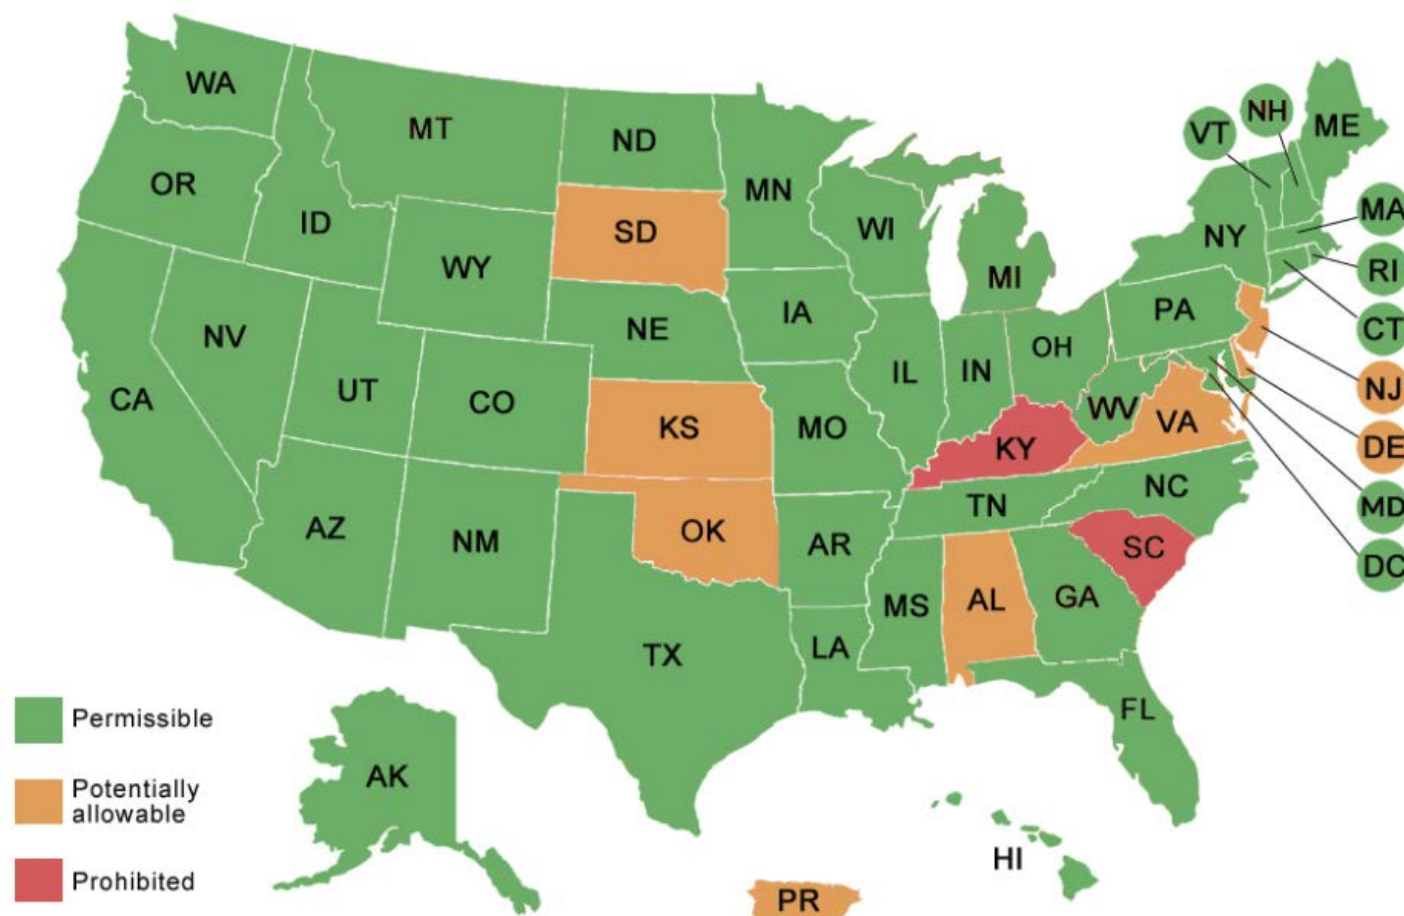 WA
MT
ND
MN
OR
ID
SD
WI
MI
WY
NV
IA
NE
UT
CO
CA
IL
IN
OH
PA
NY
VT
NH
ME
MA
RI
CT
NJ
DE
MD
DC
KS
MO
KY
WV
VA
AZ
NM
OK
AR
TN
NC
SC
MS
AL
GA
TX
LA
FL
AK
HI
PR
Permissible
Potentially
allowable
Prohibited